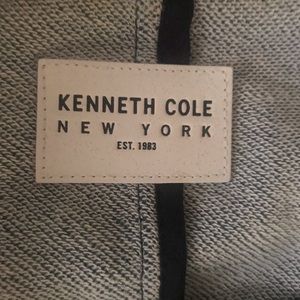 KENNETH COLE
NEW YORK
EST. 1983